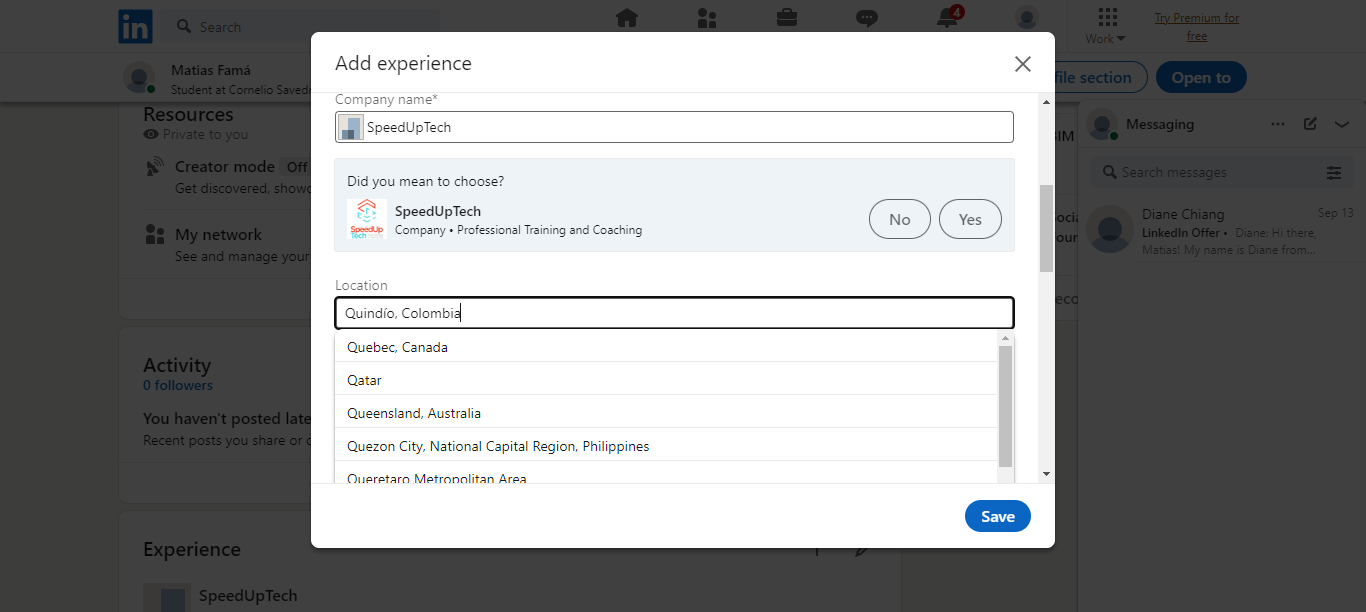 in
Search
4
Work
Try Premium for
free
Matias Famá
Student at Cornelio Saved
file section
Open to
Resources
Private to you
Creator mode Off
Get discovered, show
My network
See and manage your
Activity
0 followers
You haven't posted late
Recent posts you share or
Experience
SpeedUpTech
Add experience
Company name*
SpeedUpTech
Did you mean to choose?
SpeedUp
Tech
SpeedUpTech
Company • Professional Training and Coaching
No
Yes
Location
Quindío, Colombia
Quebec, Canada
Qatar
Queensland, Australia
Quezon City, National Capital Region, Philippines
Queretaro Metropolitan Area
Save
Messaging
Search messages
Diane Chiang
Sep 13
LinkedIn Offer • Diane: Hi there,
Matias! My name is Diane from...